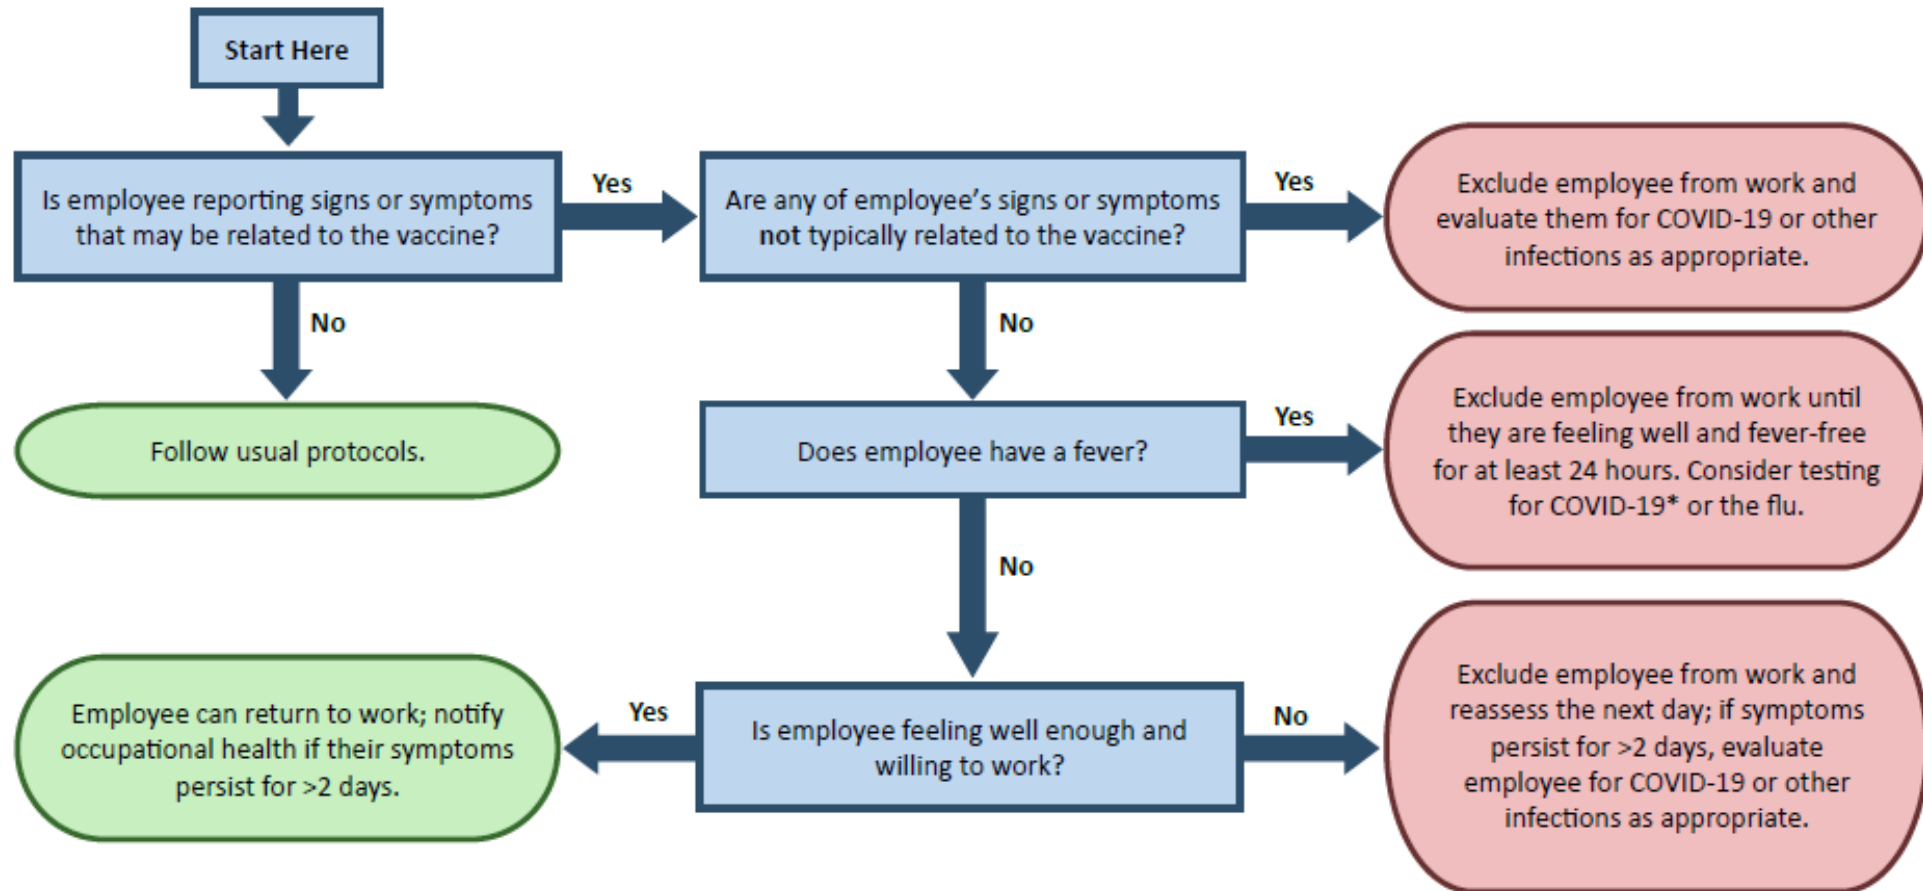 Start Here
Is employee reporting signs or symptoms
that may be related to the vaccine?
Yes
Are any of employee's signs or symptoms
not typically related to the vaccine?
Yes
Exclude employee from work and
evaluate them for COVID-19 or other
infections as appropriate.
No
No
Follow usual protocols.
Does employee have a fever?
Yes
Exclude employee from work until
they are feeling well and fever-free
for at least 24 hours. Consider testing
for COVID-19* or the flu.
No
Employee can return to work; notify
occupational health if their symptoms
persist for >2 days.
Yes
Is employee feeling well enough and
willing to work?
No
Exclude employee from work and
reassess the next day; if symptoms
persist for >2 days, evaluate
employee for COVID-19 or other
infections as appropriate.